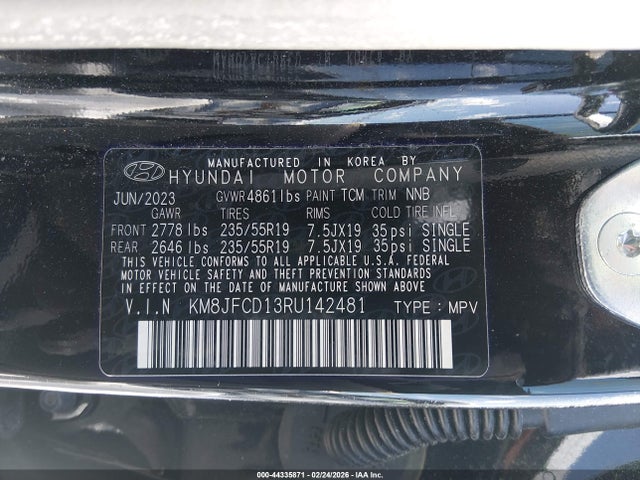 MANUFACTURED IN KOREA BY
HYUNDAI MOTOR COMPANY
JUN/2023 GVWR 4861lbs PAINT TCM TRIM NNB
GAWR TIRES RIMS COLD TIRE INFL
FRONT 2778 lbs 235/55R19 7.5JX19 35psi SINGLE
REAR 2646 lbs 235/55R19 7.5JX19 35psi SINGLE
THIS VEHICLE CONFORMS TO ALL APPLICABLE U.S.A. FEDERAL
MOTOR VEHICLE SAFETY, BUMPER, AND THEFT PREVENTION STANDARDS
IN EFFECT ON THE DATE OF MANUFACTURE SHOWN ABOVE
V.I.N KM8JFCD13RU142481 TYPE : MPV
000-44335871 - 02/24/2026 - IAA Inc.